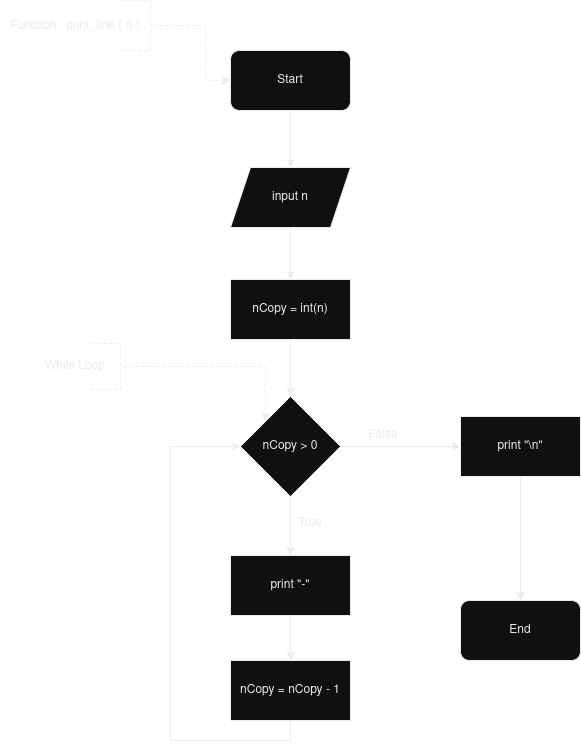 Function   print_line ( n )
Start
input n
nCopy = int(n)
While Loop
nCopy > 0
False
print "\n"
True
print "-"
End
nCopy = nCopy - 1